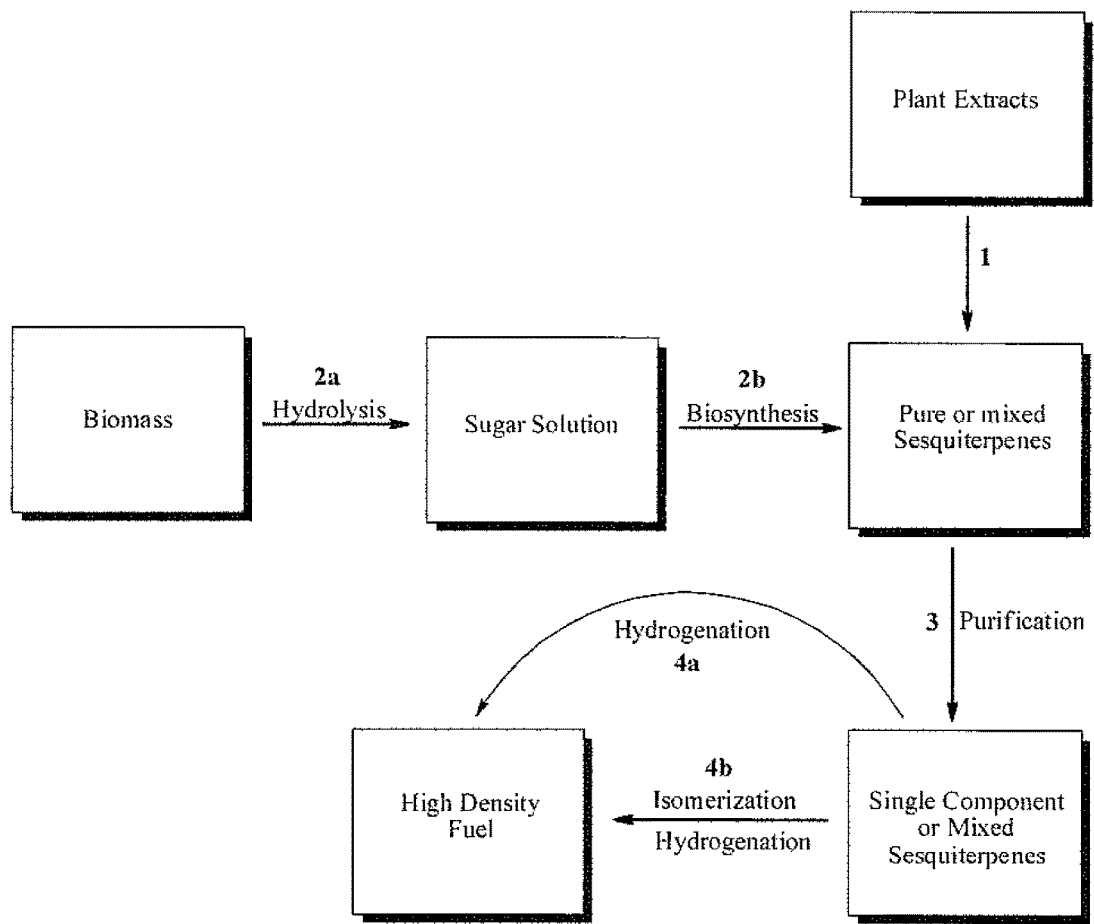 Plant Extracts
1
Biomass
2a
Hydrolysis
Sugar Solution
2b
Biosynthesis
Pure or mixed
Sesquiterpenes
3 Purification
Hydrogenation
4a
High Density
Fuel
4b
Isomerization
Hydrogenation
Single Component
or Mixed
Sesquiterpenes